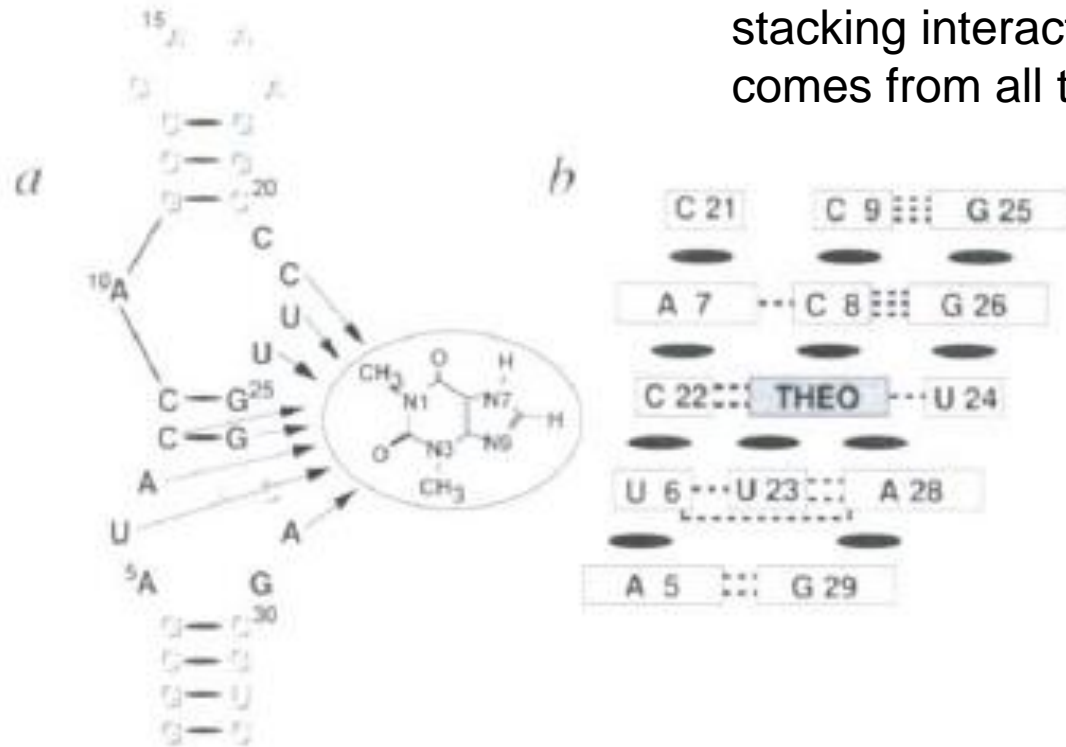 stacking interact
comes from all t
a
b
15
20
C
C
10A
U
U
C G25
C G
A
U
A
5A
G
30
O
H
CH3
N1
N7
H
O
N3
N9
CH3
C 21 C 9 G 25
A 7 C 8 G 26
C 22 THEO U 24
U 6 U 23 A 28
A 5 G 29